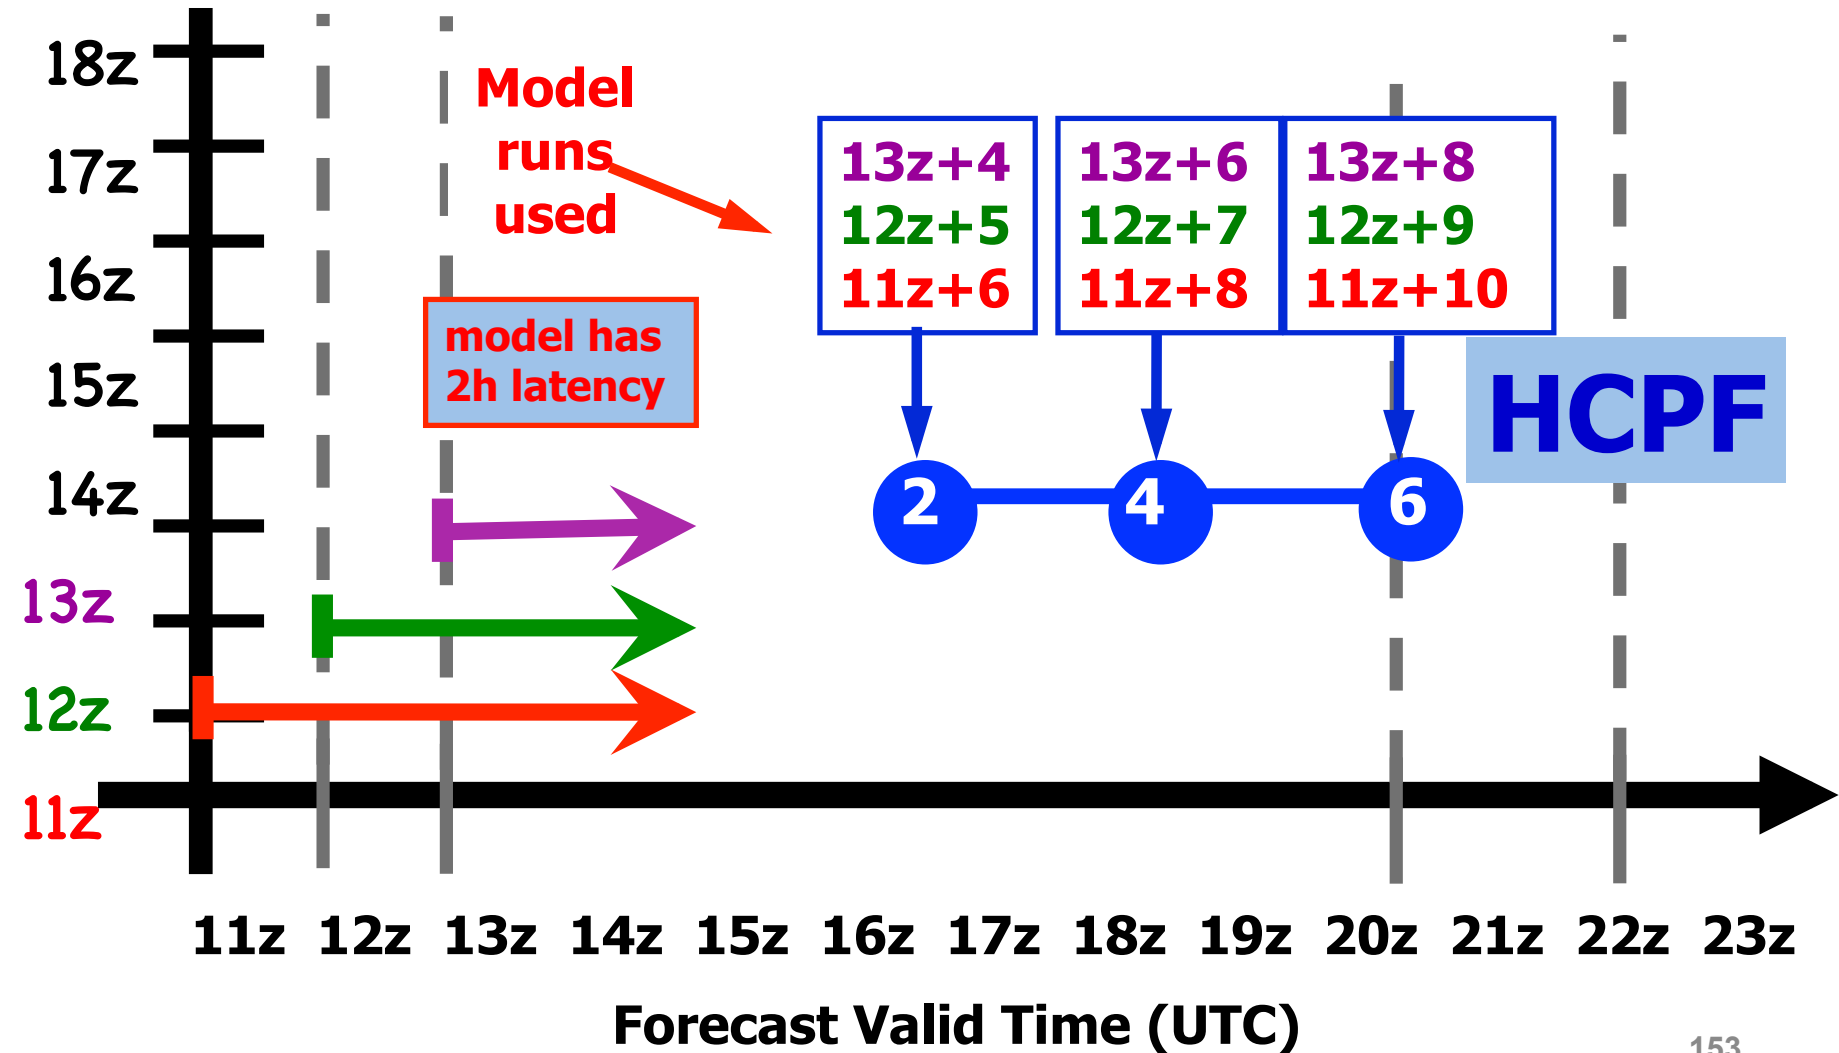 18z
17z
16z
15z
14z
13z
12z
11z
Model
runs
used
model has
2h latency
13z+4
12z+5
11z+6
13z+6
12z+7
11z+8
13z+8
12z+9
11z+10
HCPF
2 4 6
11z 12z 13z 14z 15z 16z 17z 18z 19z 20z 21z 22z 23z
Forecast Valid Time (UTC)
153